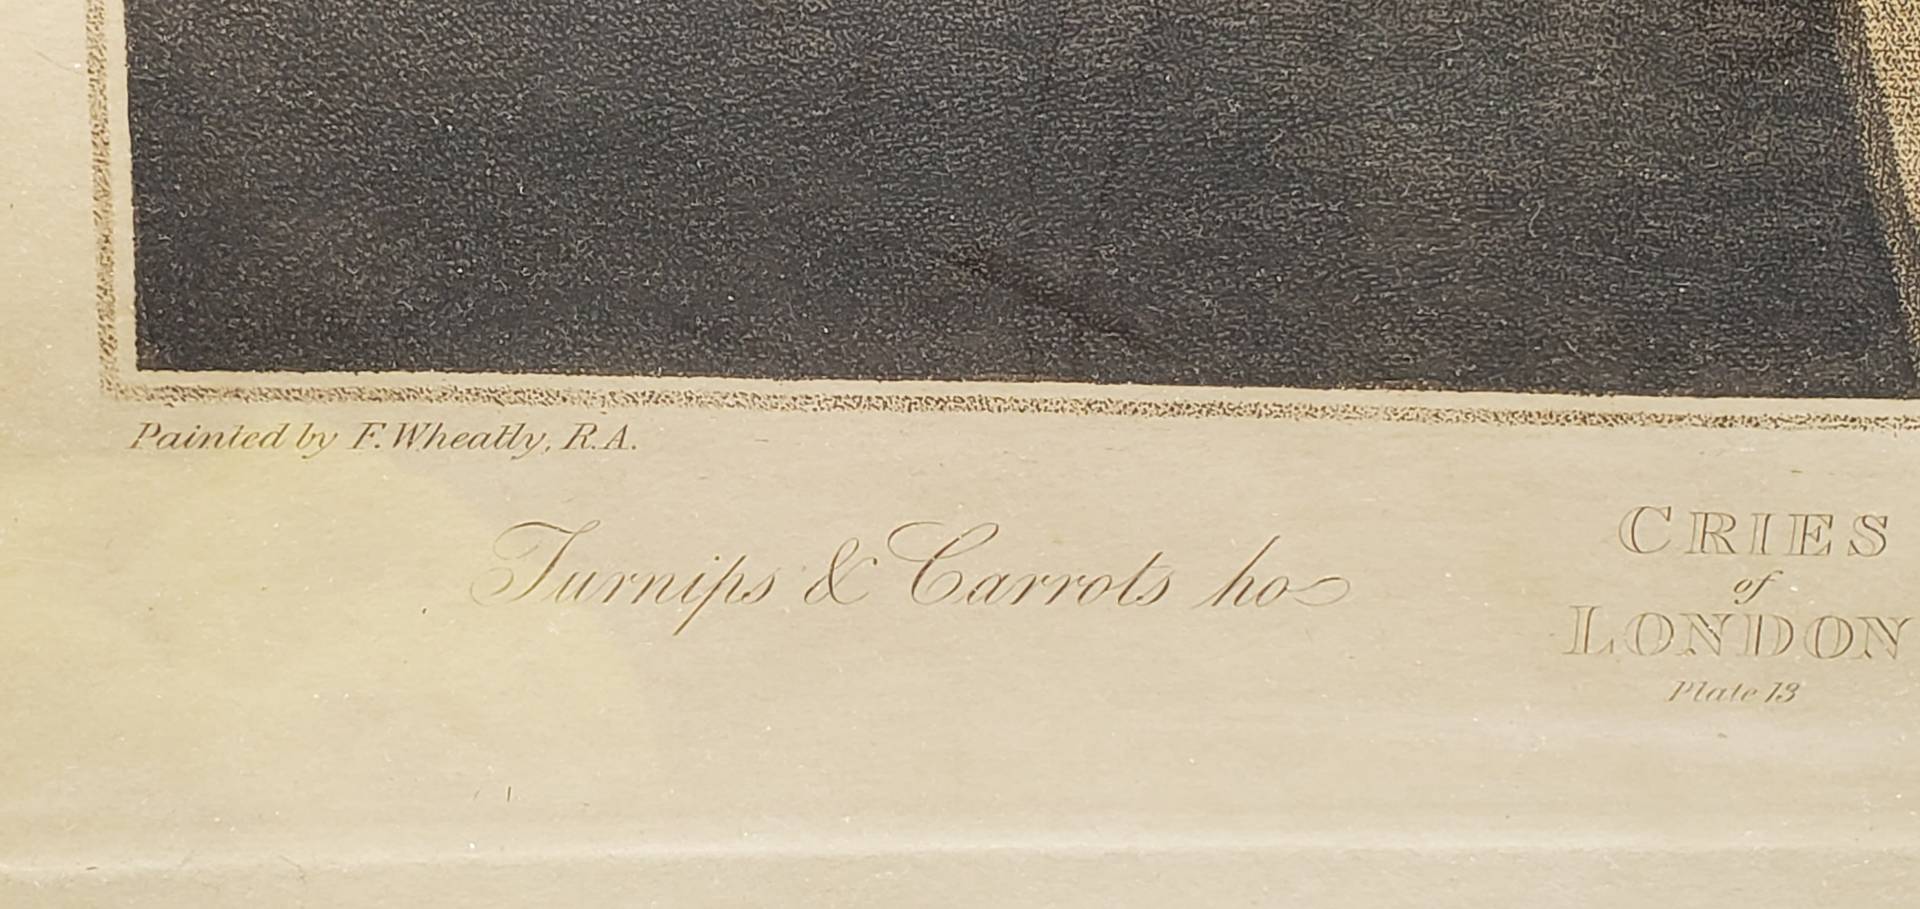 Painted by F. Wheatly, R.A.
Turnips & Carrots ho
CRIES
of
LONDON
Plate 13